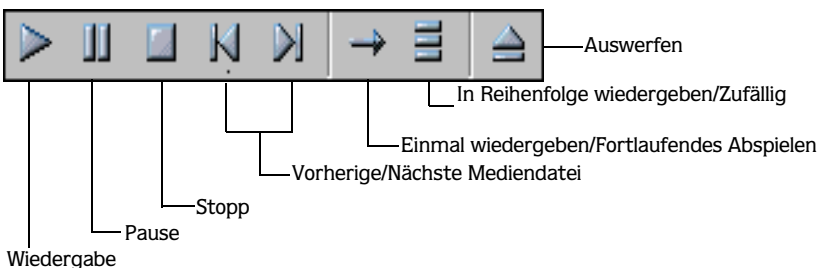 Auswerfen
In Reihenfolge wiedergeben/Zufällig
Einmal wiedergeben/Fortlaufendes Abspielen
Vorherige/Nächste Mediendatei
Stopp
Pause
Wiedergabe